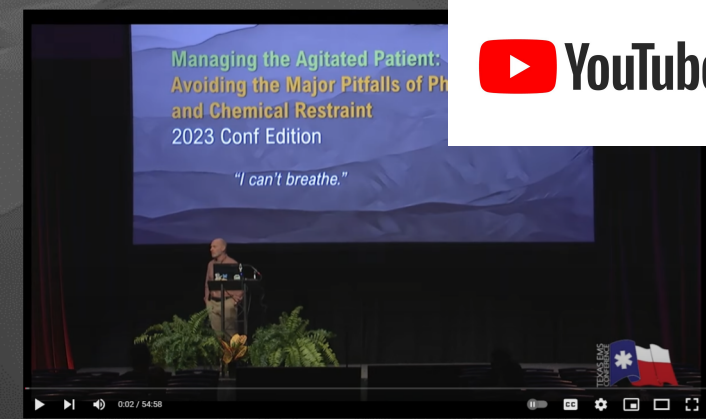 Managing the Agitated Patient:
Avoiding the Major Pitfalls of Ph
and Chemical Restraint
2023 Conf Edition
"I can't breathe."
YouTube
TEXAS EMS
CONFERENCE
0:02 / 54:58
CC